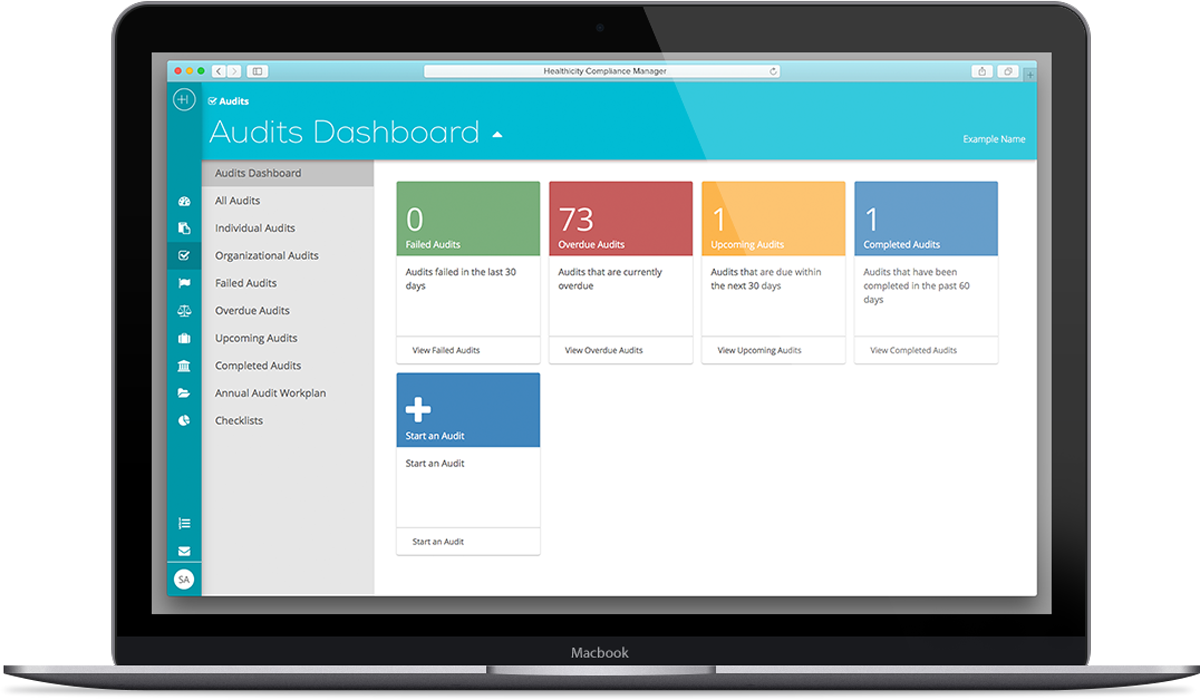 Healthicity Compliance Manager
Audits
Audits Dashboard
Example Name
Audits Dashboard
All Audits
Individual Audits
Organizational Audits
Failed Audits
Overdue Audits
Upcoming Audits
Completed Audits
Annual Audit Workplan
Checklists
SA
0
Failed Audits
Audits failed in the last 30
days
View Failed Audits
73
Overdue Audits
Audits that are currently
overdue
View Overdue Audits
1
Upcoming Audits
Audits that are due within
the next 30 days
View Upcoming Audits
1
Completed Audits
Audits that have been
completed in the past 60
days
View Completed Audits
Start an Audit
Start an Audit
Start an Audit
Macbook